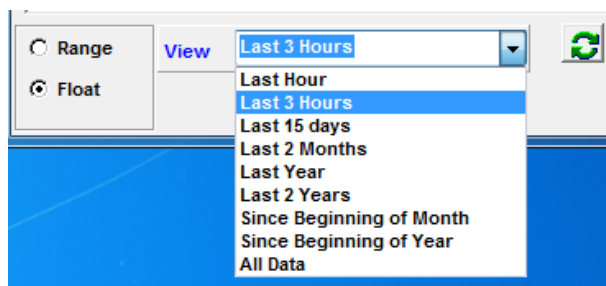 Range
View
Last 3 Hours
Float
Last Hour
Last 3 Hours
Last 15 days
Last 2 Months
Last Year
Last 2 Years
Since Beginning of Month
Since Beginning of Year
All Data